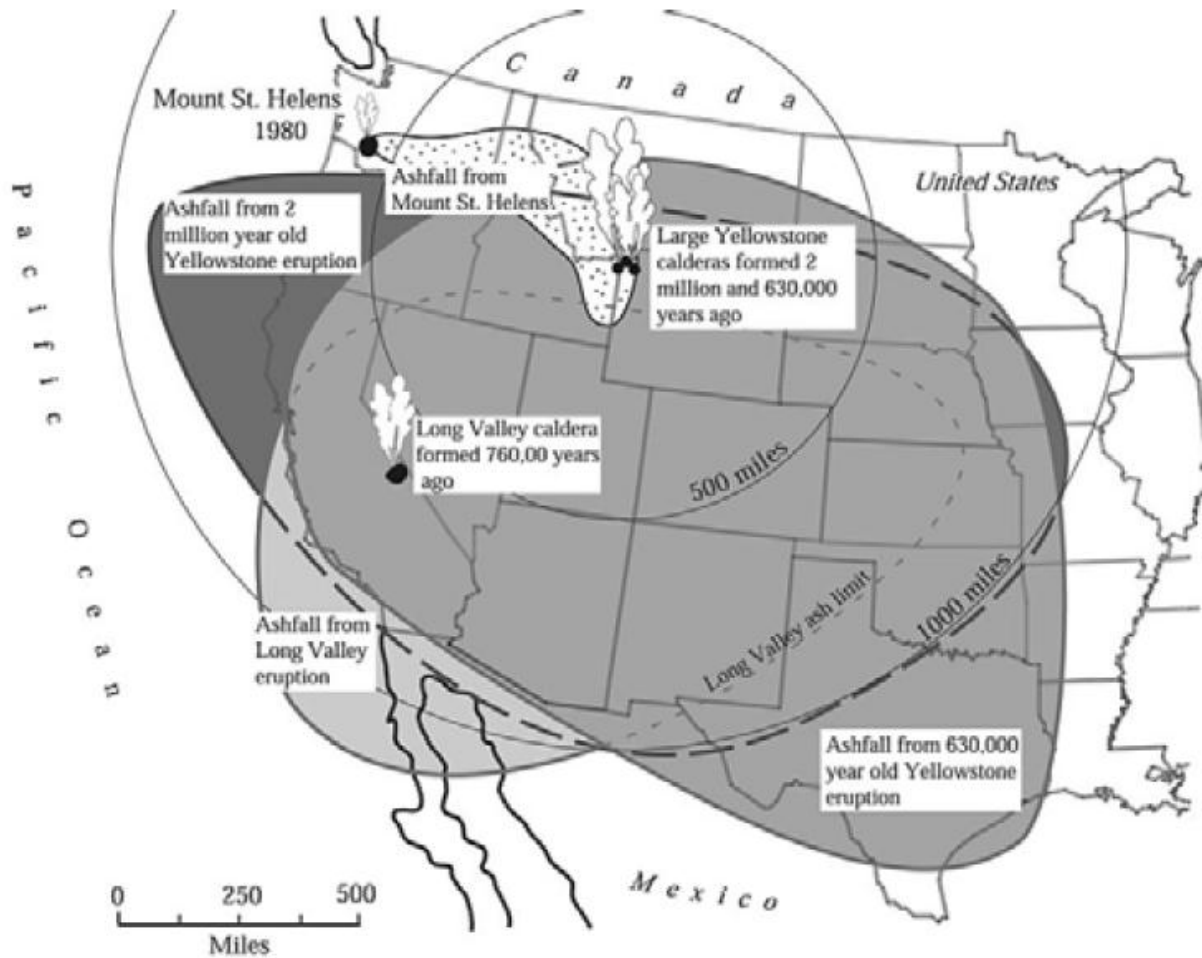 Canada
Mount St. Helens
1980
Ashfall from
Mount St. Helens
United States
Ashfall from 2
million year old
Yellowstone eruption
Large Yellowstone
calderas formed 2
million and 630,000
years ago
Pacific
Ocean
Long Valley caldera
formed 760,00 years
ago
500 miles
1000 miles
Long Valley ash limit
Ashfall from
Long Valley
eruption
Ashfall from 630,000
year old Yellowstone
eruption
Mexico
0 250 500
Miles